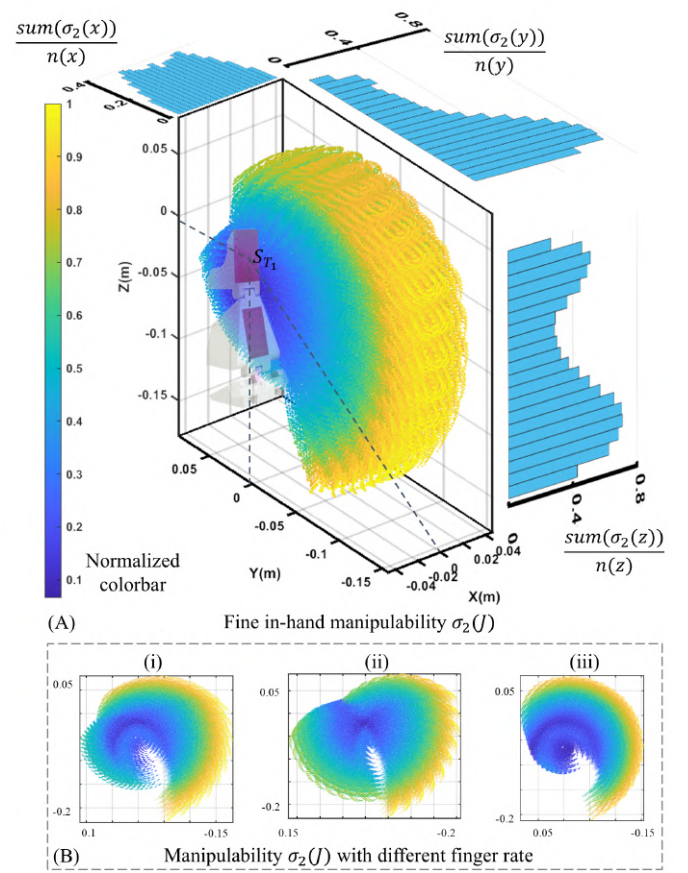 sum(σ₂(x))
n(x)
0.4
0.2
0
0
0.4
0.8
sum(σ₂(y))
n(y)
1
0.9
0.8
0.7
0.6
0.5
0.4
0.3
0.2
0.1
Normalized
colorbar
0.05
0
-0.05
-0.1
-0.15
Z(m)
S_T₁
0.05
0
-0.05
-0.1
-0.15
Y(m)
-0.04
-0.02
0
0.02
0.04
X(m)
0
0.4
0.8
sum(σ₂(z))
n(z)
(A) Fine in-hand manipulability σ₂(J)
(i) (ii) (iii)
0.05
-0.2
0.1 -0.15
0.05
-0.2
0.15 -0.2
0.05
-0.2
0.05 -0.15
(B) Manipulability σ₂(J) with different finger rate